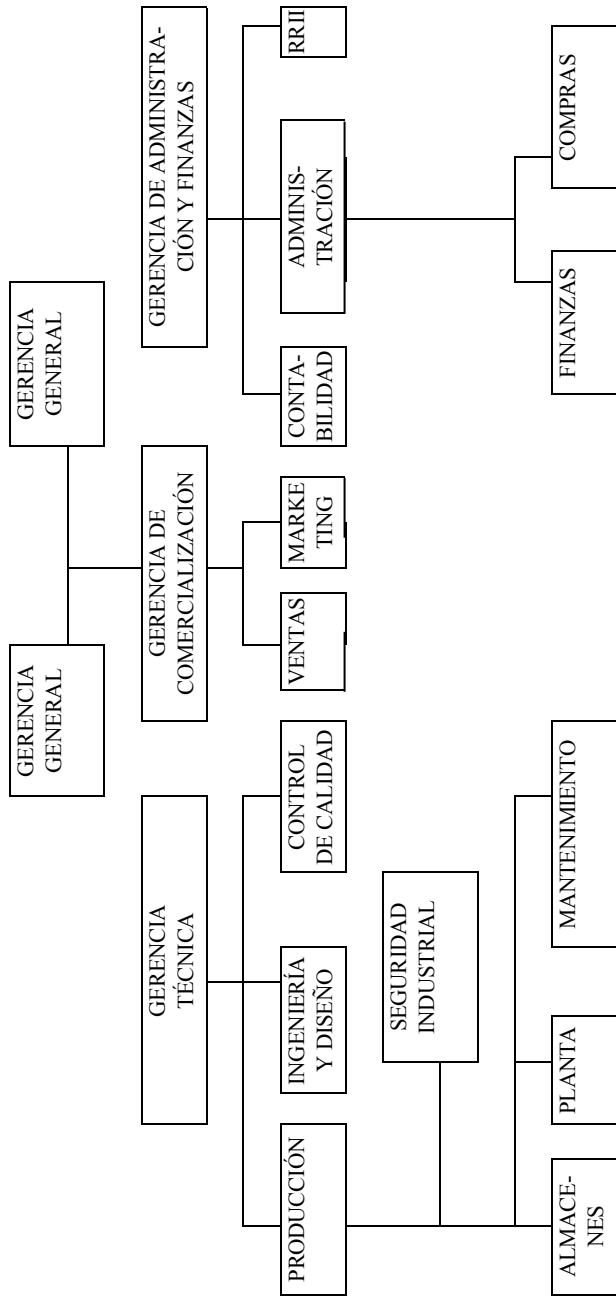 GERENCIA
GENERAL
GERENCIA
GENERAL
GERENCIA
TÉCNICA
GERENCIA DE
COMERCIALIZACIÓN
GERENCIA DE ADMINISTRA-
CIÓN Y FINANZAS
PRODUCCIÓN
INGENIERÍA
Y DISEÑO
CONTROL
DE CALIDAD
VENTAS
MARKE
TING
CONTA-
BILIDAD
ADMINIS-
TRACIÓN
RRII
SEGURIDAD
INDUSTRIAL
ALMACE-
NES
PLANTA
MANTENIMIENTO
FINANZAS
COMPRAS